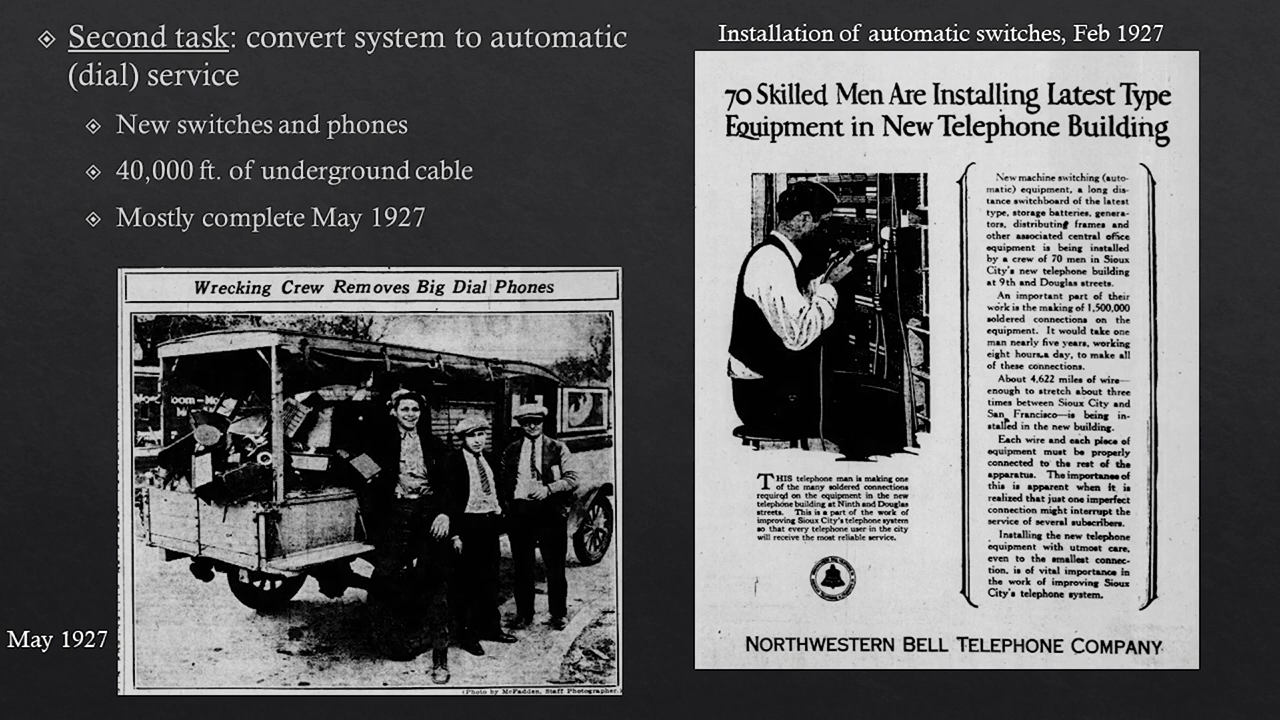 Second task: convert system to automatic
(dial) service
New switches and phones
40,000 ft. of underground cable
Mostly complete May 1927
Wrecking Crew Removes Big Dial Phones
(Photo by McFadden, Staff Photographer.)
May 1927
Installation of automatic switches, Feb 1927
70 Skilled Men Are Installing Latest Type
Equipment in New Telephone Building
THIS telephone man is making one
of the many soldered connections
required on the equipment in the new
telephone building at Ninth and Douglas
streets. This is a part of the work of
improving Sioux City's telephone system
so that every telephone user in the city
will receive the most reliable service.
New machine switching (auto-
matic) equipment, a long dis-
tance switchboard of the latest
type, storage batteries, genera-
tors, distributing frames and
other associated central office
equipment is being installed
by a crew of 70 men in Sioux
City's new telephone building
at 9th and Douglas streets.
An important part of their
work is the making of 1,500,000
soldered connections on the
equipment. It would take one
man nearly five years, working
eight hours a day, to make all
of these connections.
About 4,622 miles of wire—
enough to stretch about three
times between Sioux City and
San Francisco—is being in-
stalled in the new building.
Each wire and each piece of
equipment must be properly
connected to the rest of the
apparatus. The importance of
this is apparent when it is
realized that just one imperfect
connection might interrupt the
service of several subscribers.
Installing the new telephone
equipment with utmost care,
even to the smallest connec-
tion, is of vital importance in
the work of improving Sioux
City's telephone system.
NORTHWESTERN BELL TELEPHONE COMPANY